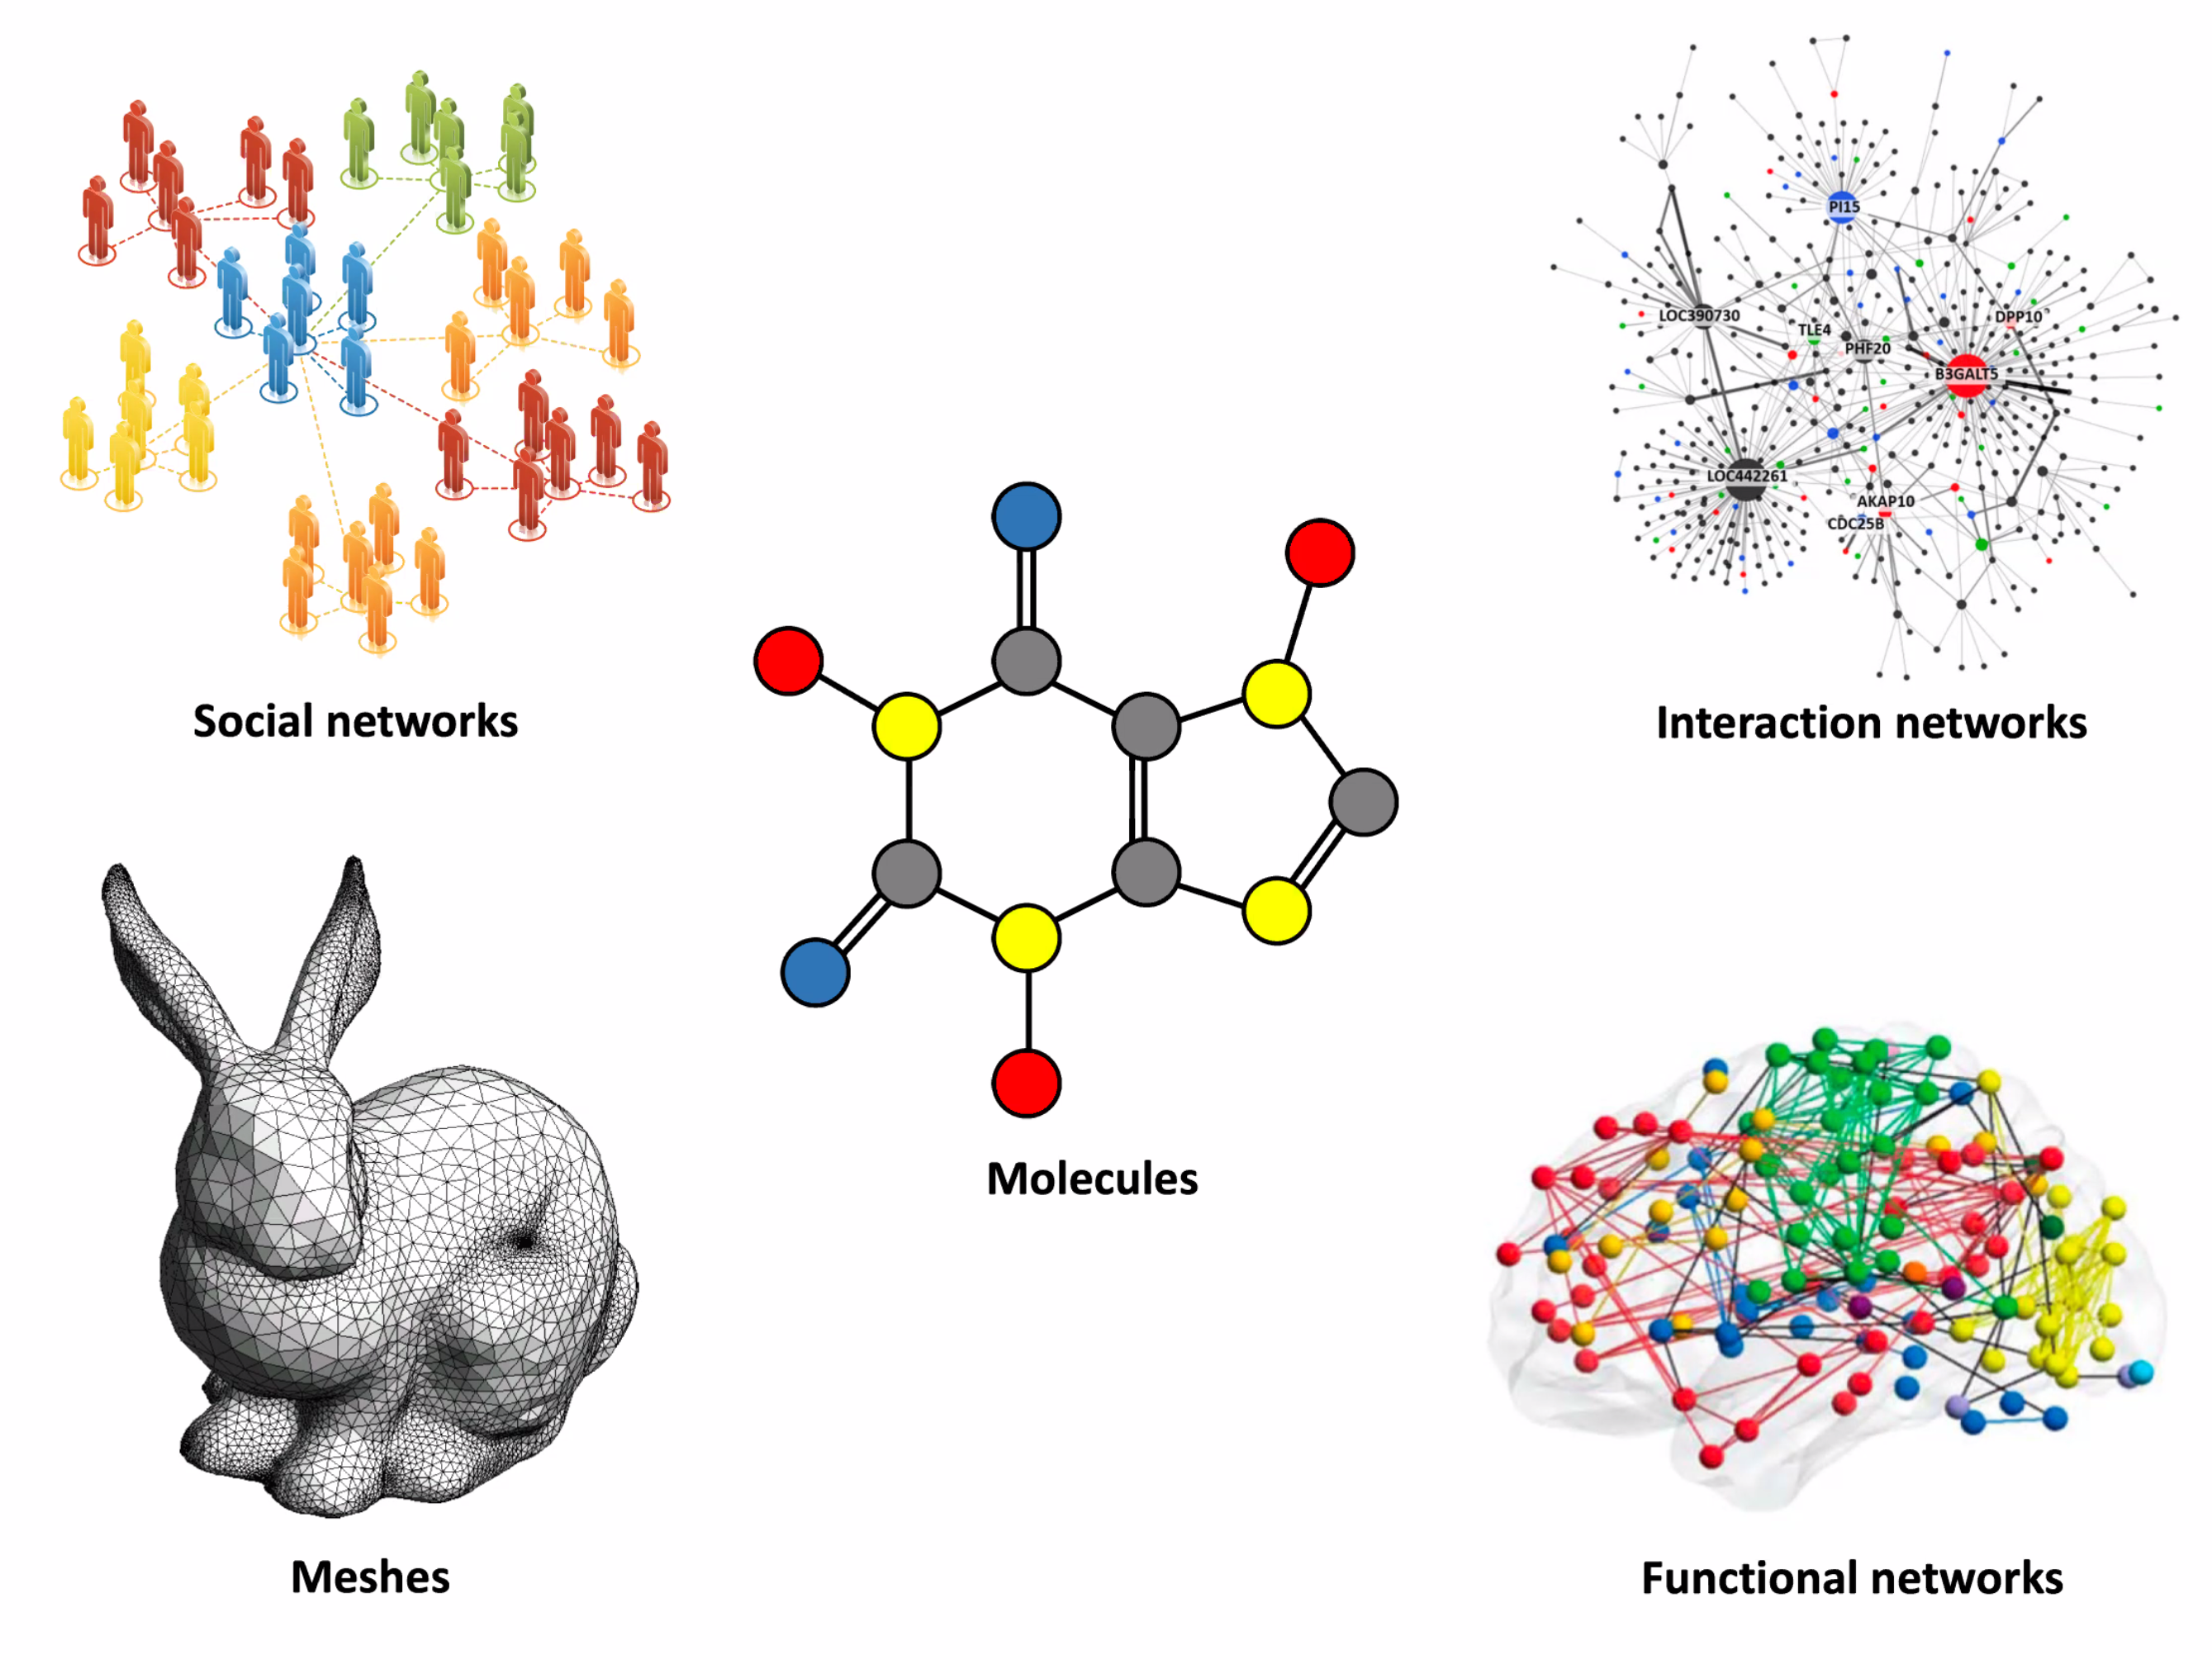 PI15
LOC390730
TLE4
DPP10
PHF20
B3GALT5
LOC442261
AKAP10
CDC25B
Social networks
Interaction networks
Molecules
Meshes
Functional networks